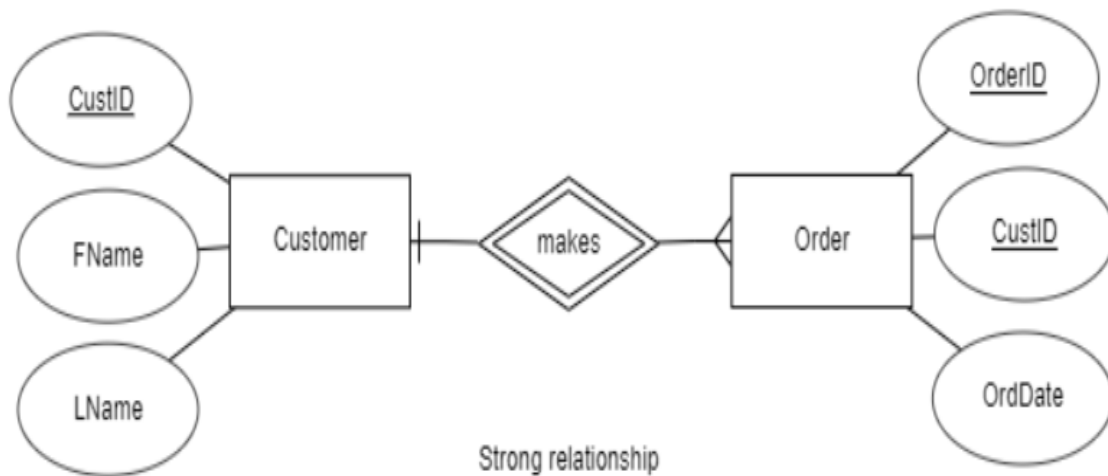 CustID
FName
LName
Customer
makes
Order
OrderID
CustID
OrdDate
Strong relationship